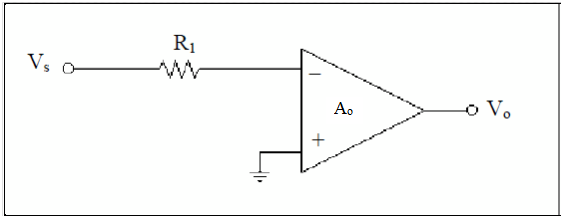 R₁
Vₛ
−
Aₒ
Vₒ
+